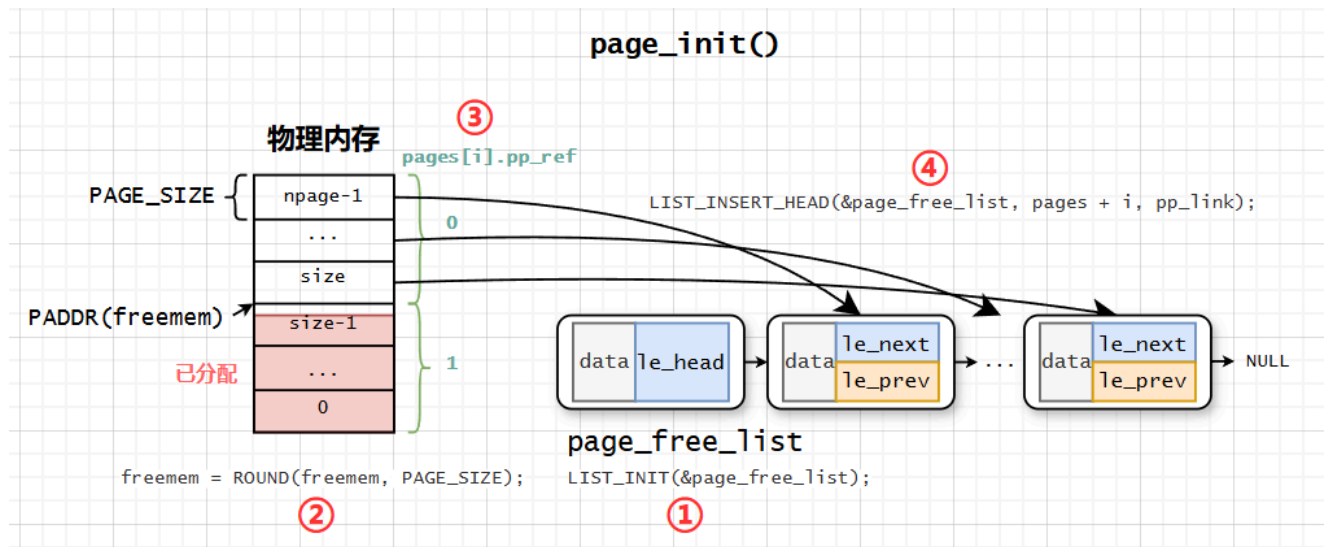 page_init()
③
物理内存
pages[i].pp_ref
④
PAGE_SIZE
npage-1
LIST_INSERT_HEAD(&page_free_list, pages + i, pp_link);
0
...
size
PADDR(freemem)
size-1
已分配
...
1
0
data
le_head
data
le_next
le_prev
...
data
le_next
le_prev
NULL
page_free_list
freemem = ROUND(freemem, PAGE_SIZE);
LIST_INIT(&page_free_list);
②
①